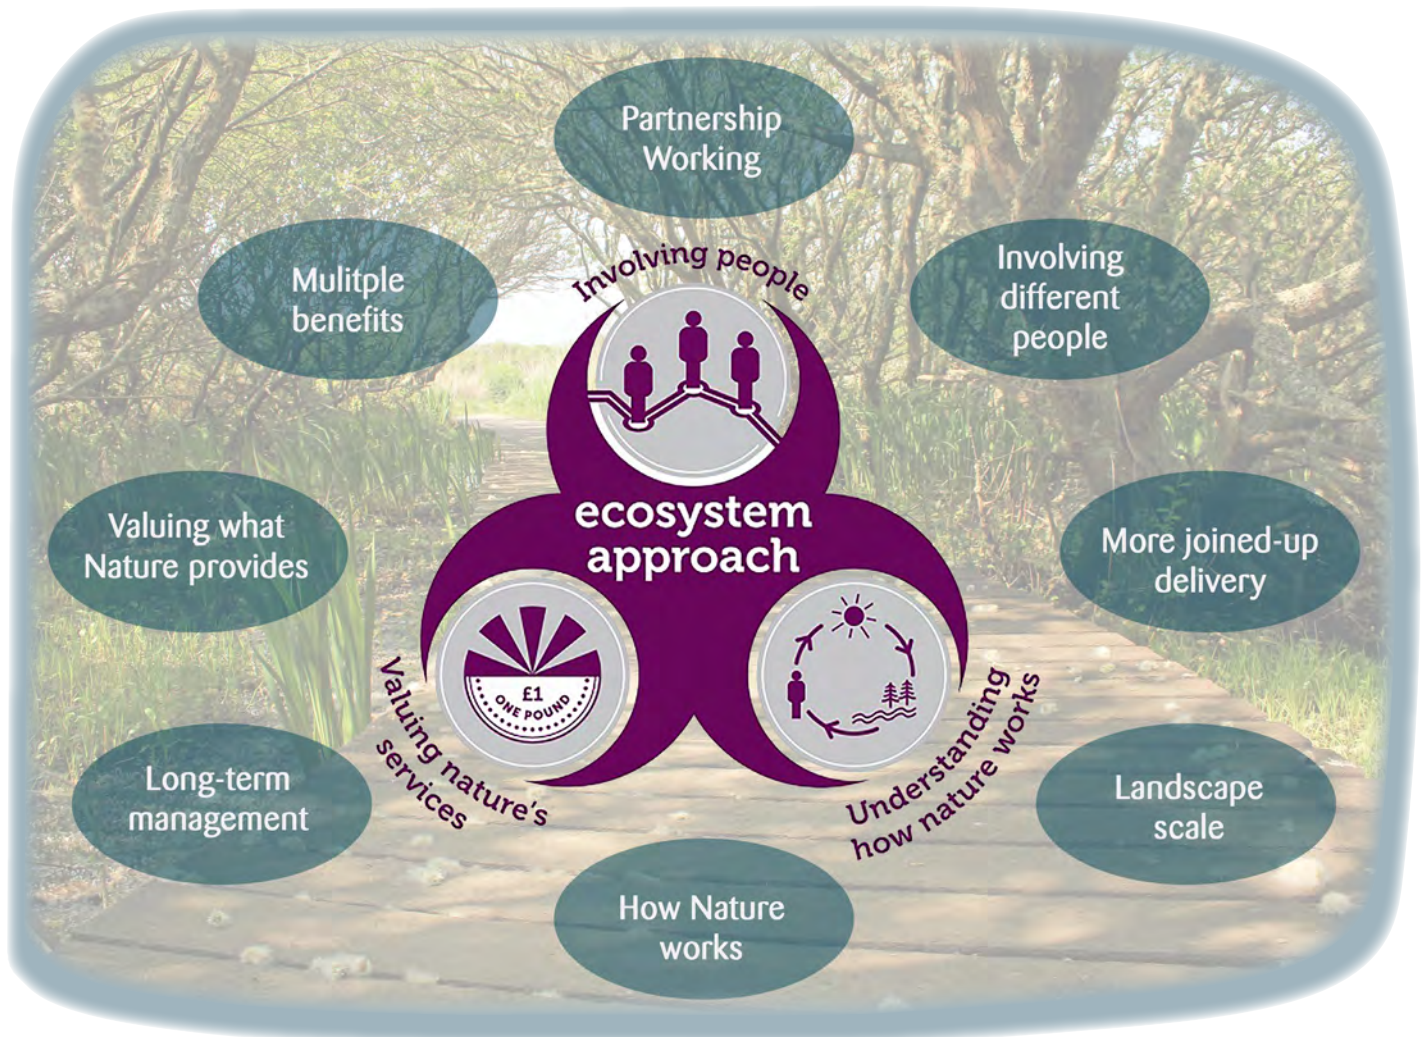 Partnership
Working
Mulitple
benefits
Involving
different
people
Involving people
ecosystem
approach
Valuing what
Nature provides
More joined-up
delivery
£1
ONE POUND
Valuing nature's
services
Understanding
how nature works
Long-term
management
Landscape
scale
How Nature
works